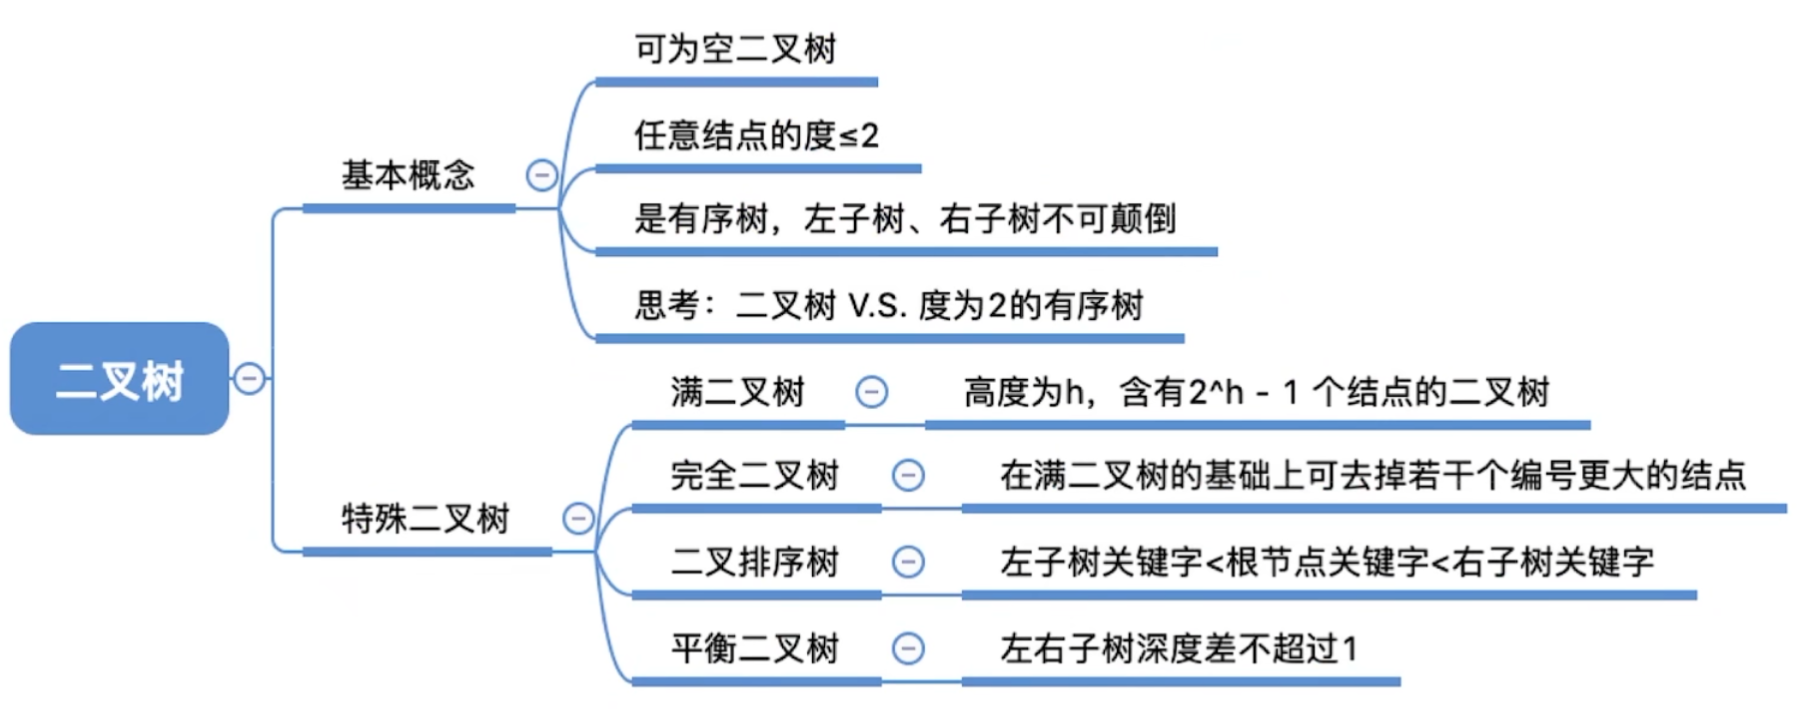 可为空二叉树
任意结点的度≤2
基本概念
是有序树，左子树、右子树不可颠倒
思考：二叉树 V.S. 度为2的有序树
二叉树
满二叉树
高度为h，含有2^h - 1 个结点的二叉树
完全二叉树
在满二叉树的基础上可去掉若干个编号更大的结点
特殊二叉树
二叉排序树
左子树关键字<根节点关键字<右子树关键字
平衡二叉树
左右子树深度差不超过1